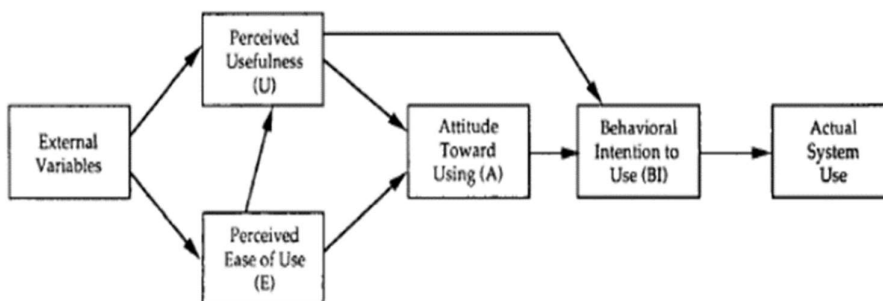 Perceived
Usefulness
(U)
External
Variables
Perceived
Ease of Use
(E)
Attitude
Toward
Using (A)
Behavioral
Intention to
Use (BI)
Actual
System
Use